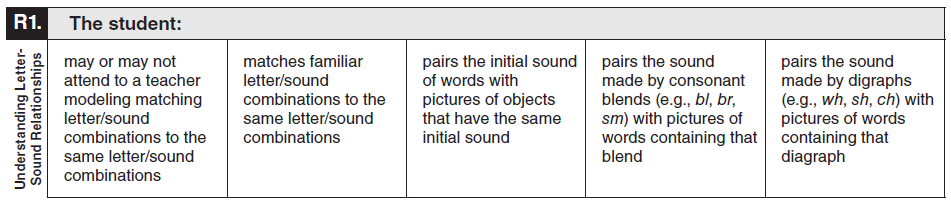 R1. The student:
Understanding Letter-
Sound Relationships
may or may not
attend to a teacher
modeling matching
letter/sound
combinations to the
same letter/sound
combinations
matches familiar
letter/sound
combinations to the
same letter/sound
combinations
pairs the initial sound
of words with
pictures of objects
that have the same
initial sound
pairs the sound
made by consonant
blends (e.g., bl, br,
sm) with pictures of
words containing that
blend
pairs the sound
made by digraphs
(e.g., wh, sh, ch) with
pictures of words
containing that
diagraph